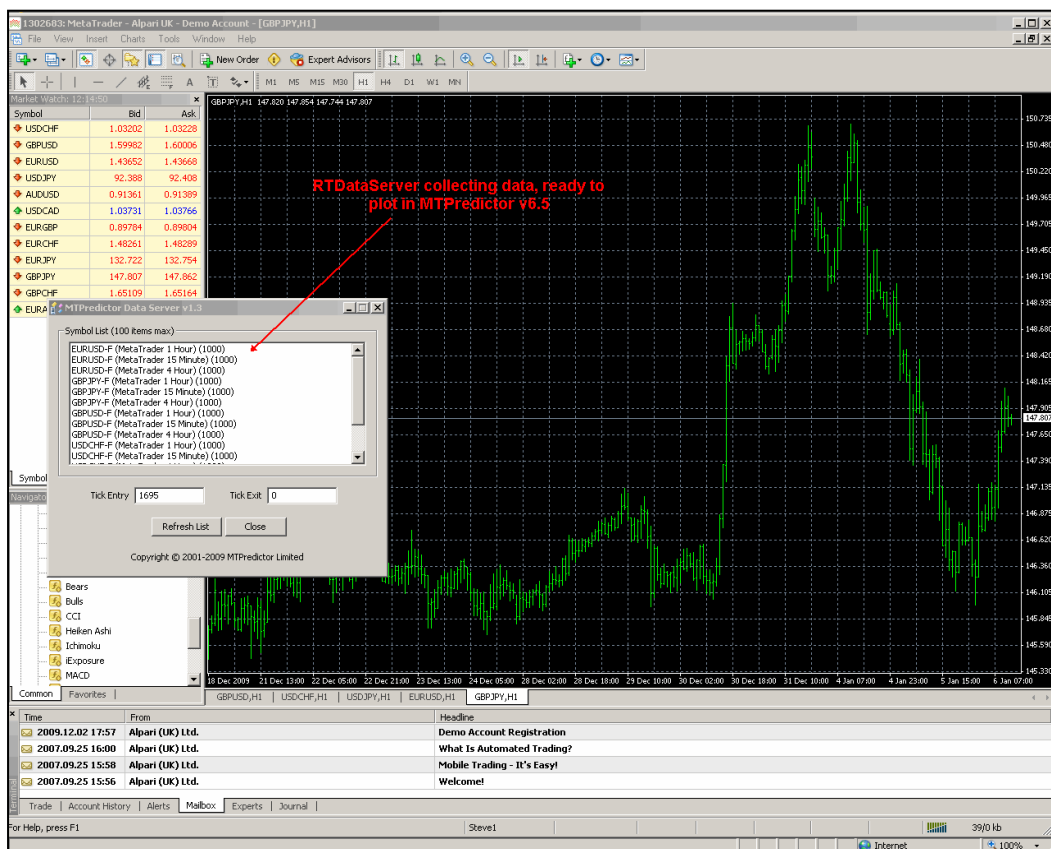 1302683: MetaTrader - Alpari UK - Demo Account - [GBPJPY,H1]
File View Insert Charts Tools Window Help
New Order Expert Advisors
A T M1 M5 M15 M30 H1 H4 D1 W1 MN
Market Watch: 12:14:50
Symbol Bid Ask
USDCHF 1.03202 1.03228
GBPUSD 1.59982 1.60006
EURUSD 1.43652 1.43668
USDJPY 92.388 92.408
AUDUSD 0.91361 0.91389
USDCAD 1.03731 1.03766
EURGBP 0.89784 0.89804
EURCHF 1.48261 1.48289
EURJPY 132.722 132.754
GBPJPY 147.807 147.862
GBPCHF 1.65109 1.65164
EURA
Symbol
GBPJPY,H1 147.820 147.854 147.744 147.807
RTDataServer collecting data, ready to
plot in MTPredictor v6.5
150.735
150.480
150.220
149.965
149.705
149.450
149.190
148.935
148.680
148.420
148.165
147.905
147.807
147.650
147.390
147.135
146.875
146.620
146.360
146.105
145.845
145.590
145.330
MTPredictor Data Server v1.3
Symbol List (100 items max)
EURUSD-F (MetaTrader 1 Hour) (1000)
EURUSD-F (MetaTrader 15 Minute) (1000)
EURUSD-F (MetaTrader 4 Hour) (1000)
GBPJPY-F (MetaTrader 1 Hour) (1000)
GBPJPY-F (MetaTrader 15 Minute) (1000)
GBPJPY-F (MetaTrader 4 Hour) (1000)
GBPUSD-F (MetaTrader 1 Hour) (1000)
GBPUSD-F (MetaTrader 15 Minute) (1000)
GBPUSD-F (MetaTrader 4 Hour) (1000)
USDCHF-F (MetaTrader 1 Hour) (1000)
USDCHF-F (MetaTrader 15 Minute) (1000)
Tick Entry 1695 Tick Exit 0
Refresh List Close
Copyright © 2001-2009 MTPredictor Limited
Navigato
Bears
Bulls
CCI
Heiken Ashi
Ichimoku
iExposure
MACD
Common Favorites
18 Dec 2009 21 Dec 13:00 22 Dec 05:00 22 Dec 21:00 23 Dec 13:00 24 Dec 05:00 28 Dec 02:00 28 Dec 18:00 29 Dec 10:00 30 Dec 02:00 30 Dec 18:00 31 Dec 10:00 4 Jan 07:00 4 Jan 23:00 5 Jan 15:00 6 Jan 07:00
GBPUSD,H1 USDCHF,H1 USDJPY,H1 EURUSD,H1 GBPJPY,H1
Time From Headline
2009.12.02 17:57 Alpari (UK) Ltd. Demo Account Registration
2007.09.25 16:00 Alpari (UK) Ltd. What Is Automated Trading?
2007.09.25 15:58 Alpari (UK) Ltd. Mobile Trading - It's Easy!
2007.09.25 15:56 Alpari (UK) Ltd. Welcome!
Terminal
Trade Account History Alerts Mailbox Experts Journal
For Help, press F1 Steve1 39/0 kb
Internet 100%